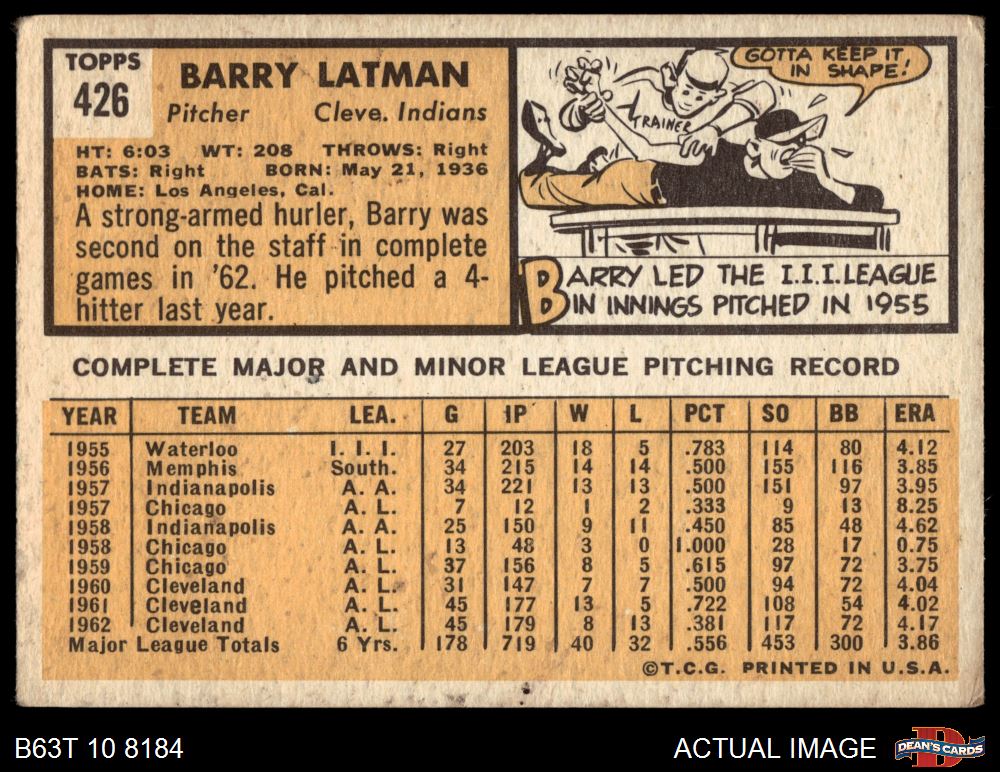 TOPPS
426
BARRY LATMAN
Pitcher Cleve. Indians
HT: 6:03 WT: 208 THROWS: Right
BATS: Right BORN: May 21, 1936
HOME: Los Angeles, Cal.
A strong-armed hurler, Barry was
second on the staff in complete
games in '62. He pitched a 4-
hitter last year.
GOTTA KEEP IT
IN SHAPE!
TRAINER
BARRY LED THE I.I.I. LEAGUE
IN INNINGS PITCHED IN 1955
COMPLETE MAJOR AND MINOR LEAGUE PITCHING RECORD
YEAR TEAM LEA. G IP W L PCT SO BB ERA
1955 Waterloo I. I. I. 27 203 18 5 .783 114 80 4.12
1956 Memphis South. 34 215 14 14 .500 155 116 3.85
1957 Indianapolis A. A. 34 221 13 13 .500 151 97 3.95
1957 Chicago A. L. 7 12 1 2 .333 9 13 8.25
1958 Indianapolis A. A. 25 150 9 11 .450 85 48 4.62
1958 Chicago A. L. 13 48 3 0 1.000 28 17 0.75
1959 Chicago A. L. 37 156 8 5 .615 97 72 3.75
1960 Cleveland A. L. 31 147 7 7 .500 94 72 4.04
1961 Cleveland A. L. 45 177 13 5 .722 108 54 4.02
1962 Cleveland A. L. 45 179 8 13 .381 117 72 4.17
Major League Totals 6 Yrs. 178 719 40 32 .556 453 300 3.86
©T.C.G. PRINTED IN U.S.A.
B63T 10 8184
ACTUAL IMAGE
DEAN'S CARDS